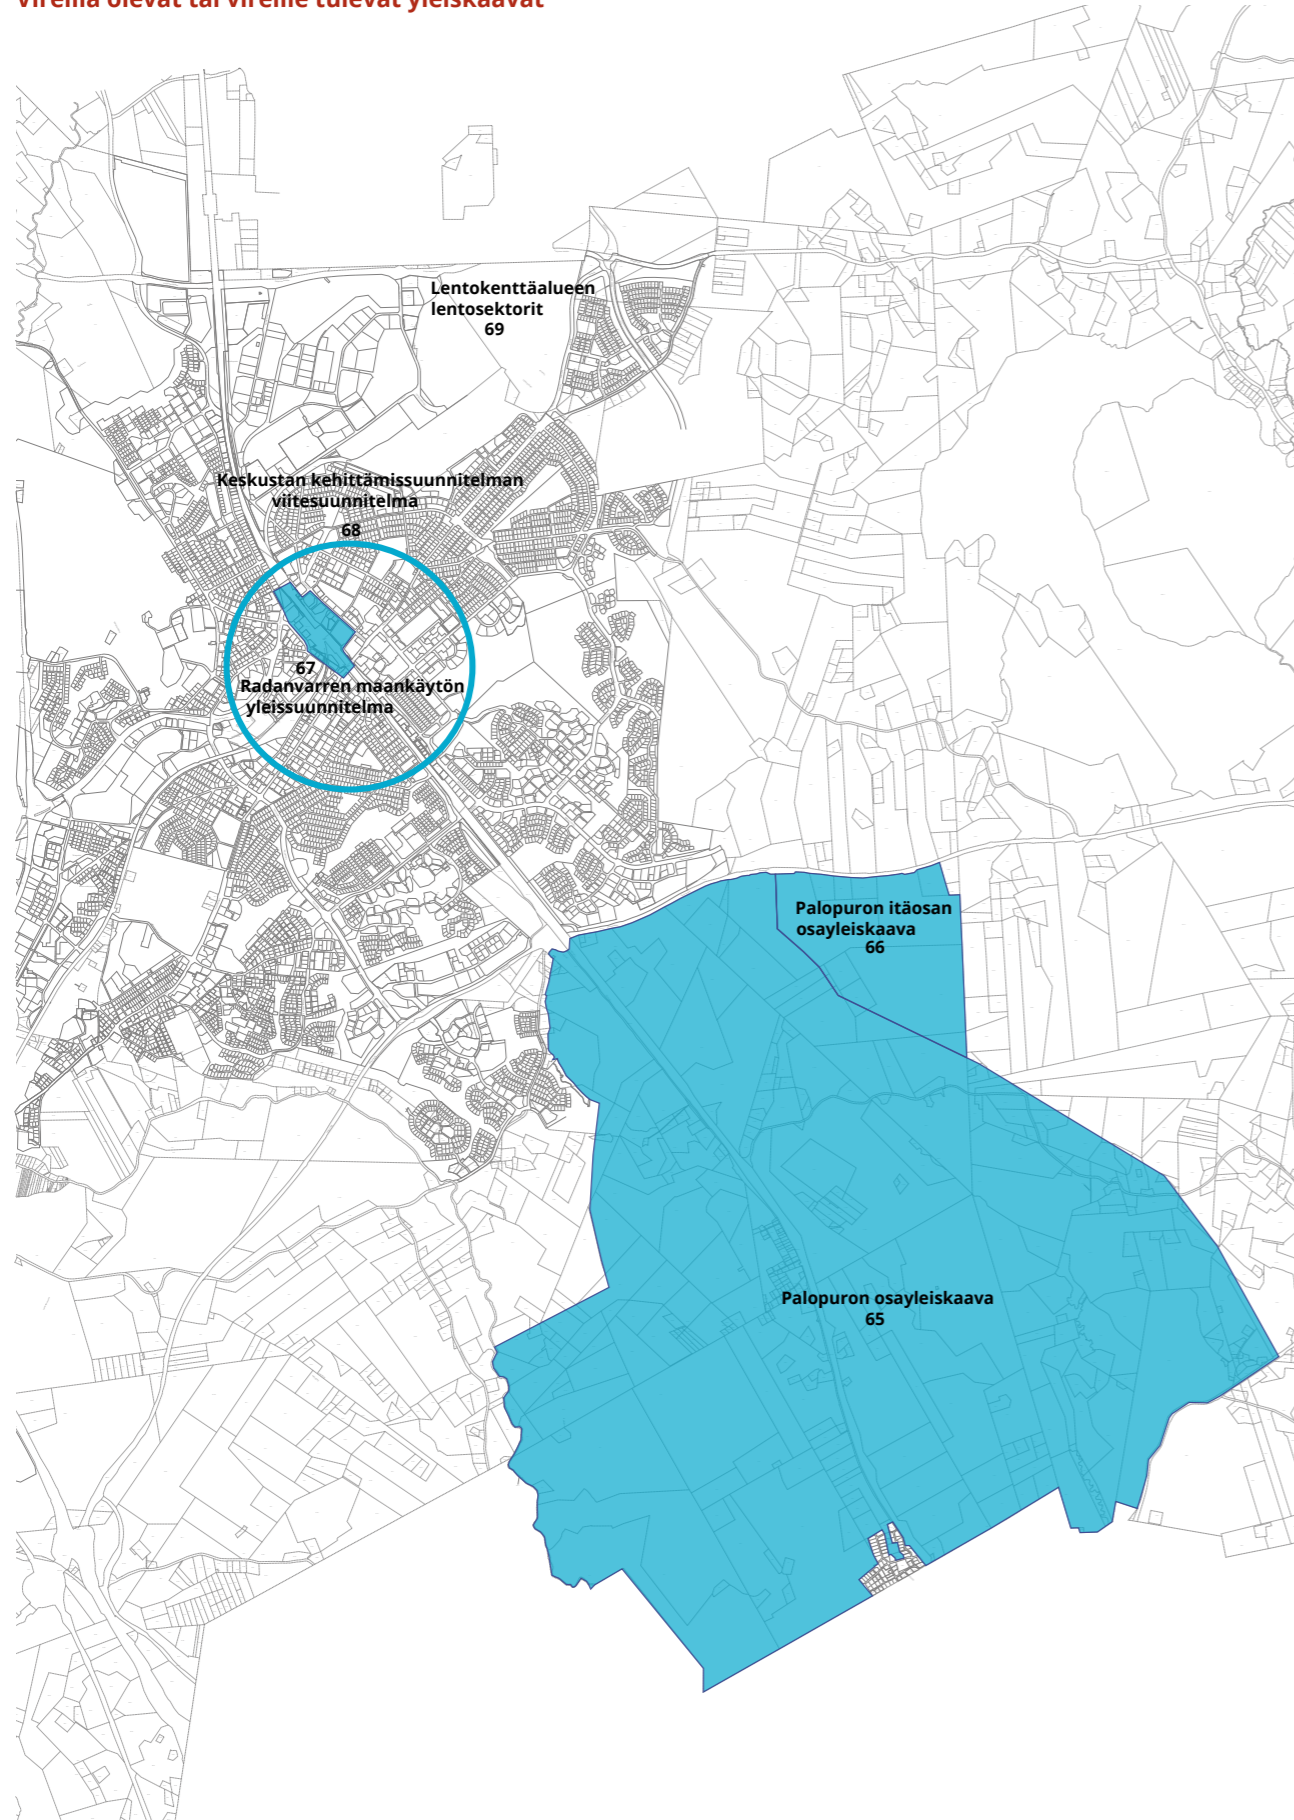 Vireillä olevat tai vireille tulevat yleiskaavat
Lentokenttäalueen
lentosektorit
69
Keskustan kehittämissuunnitelman
viitesuunnitelma
68
67
Radanvarren maankäytön
yleissuunnitelma
Palopuron itäosan
osayleiskaava
66
Palopuron osayleiskaava
65